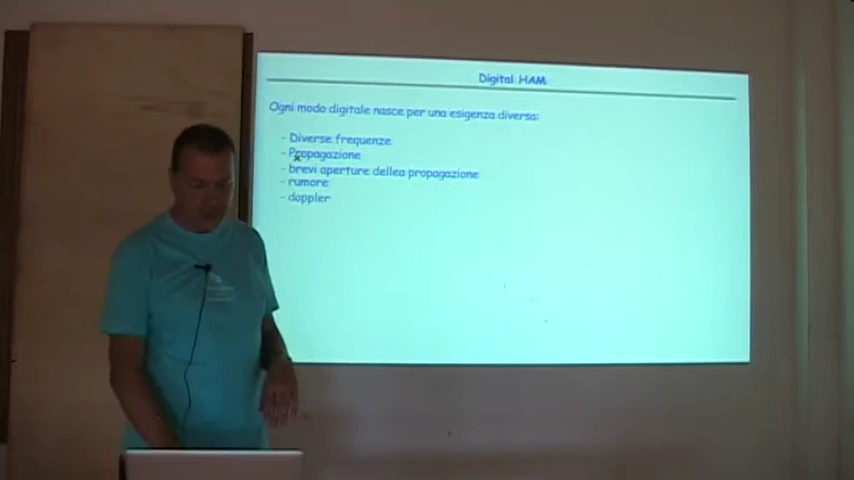 Digital HAM
Ogni modo digitale nasce per una esigenza diversa:
- Diverse frequenze
- Propagazione
- brevi aperture dellea propagazione
- rumore
- doppler